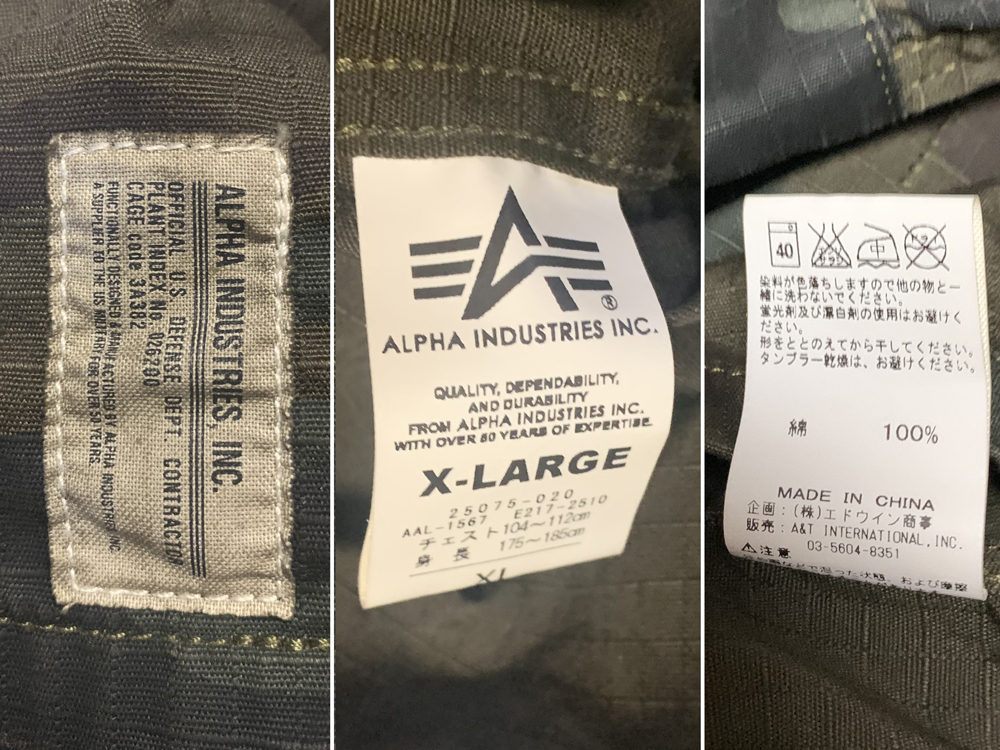 ALPHA INDUSTRIES, INC.
OFFICIAL U.S. DEFENSE DEPT. CONTRACTOR
PLANT INDEX No. 026780
CAGE code 3A382
FUNCTIONALLY DESIGNED & MANUFACTURED BY ALPHA INDUSTRIES, INC.
A SUPPLIER TO THE US MILITARY FOR OVER 50 YEARS.
ALPHA INDUSTRIES INC.
QUALITY, DEPENDABILITY,
AND DURABILITY
FROM ALPHA INDUSTRIES INC.
WITH OVER 50 YEARS OF EXPERTISE.
X-LARGE
25075-020
AAL-1567 E217-2510
チェスト104～112cm
身長 175～185cm
XL
40
中
染料が色落ちしますので他の物と一
緒に洗わないでください。
蛍光剤及び漂白剤の使用はお避けく
ださい。
形をととのえてから干してください。
タンブラー乾燥は、お避けください。
綿 100%
MADE IN CHINA
企画：(株)エドウイン商事
販売：A&T INTERNATIONAL,INC.
03-5604-8351
⚠注意